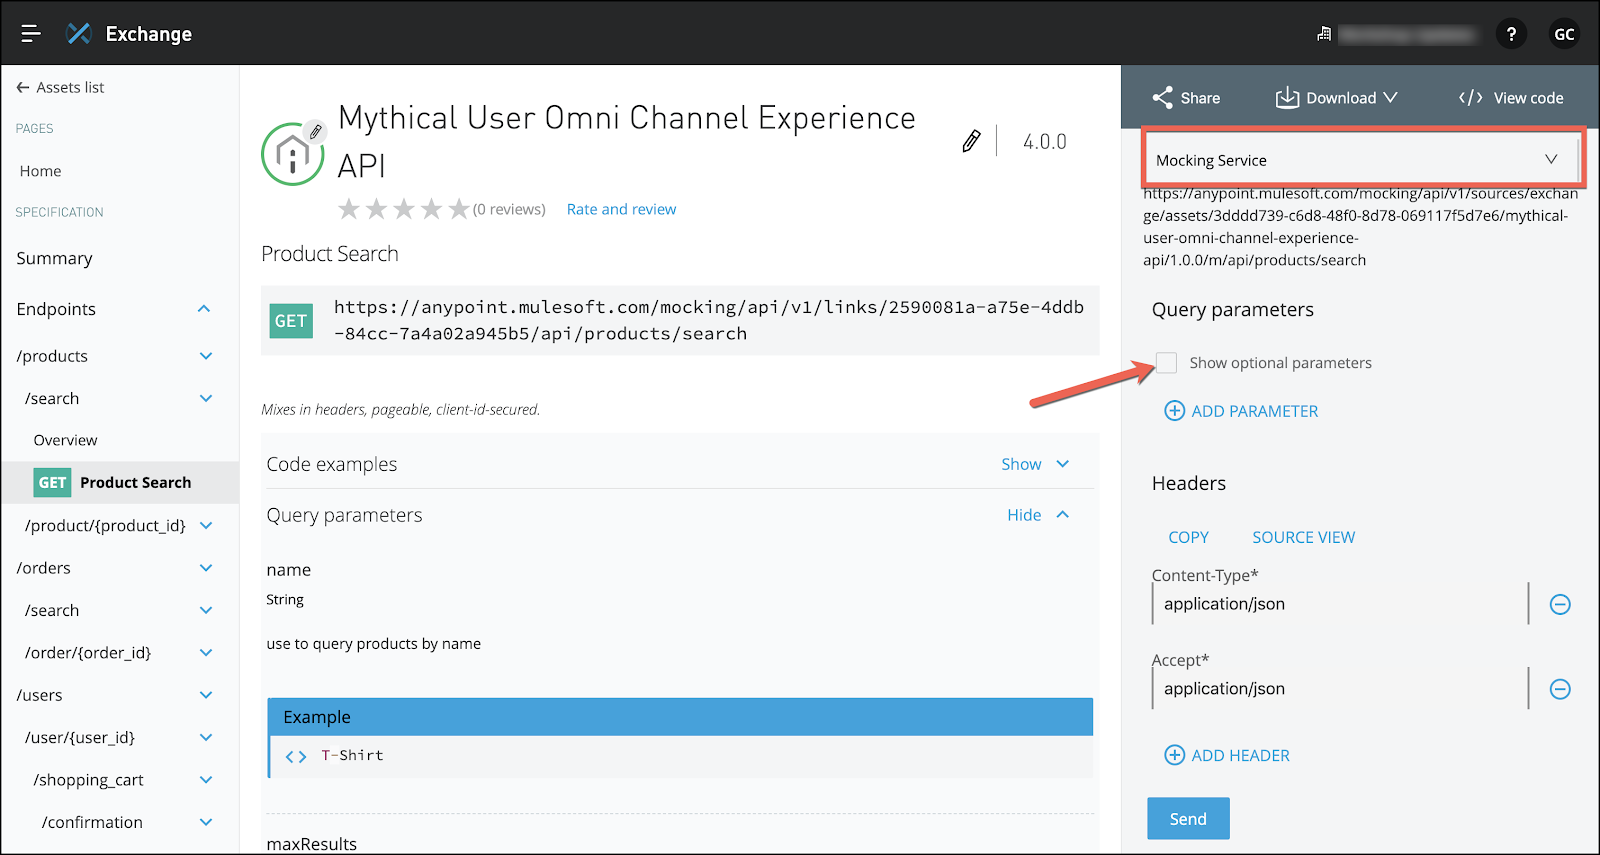 Exchange
?
GC
Assets list
PAGES
Home
SPECIFICATION
Summary
Endpoints
/products
/search
Overview
GET Product Search
/product/{product_id}
/orders
/search
/order/{order_id}
/users
/user/{user_id}
/shopping_cart
/confirmation
Mythical User Omni Channel Experience
API
4.0.0
(0 reviews) Rate and review
Product Search
GET
https://anypoint.mulesoft.com/mocking/api/v1/links/2590081a-a75e-4ddb
-84cc-7a4a02a945b5/api/products/search
Mixes in headers, pageable, client-id-secured.
Code examples Show
Query parameters Hide
name
String
use to query products by name
Example
T-Shirt
maxResults
Share Download View code
Mocking Service
https://anypoint.mulesoft.com/mocking/api/v1/sources/exchan
ge/assets/3dddd739-c6d8-48f0-8d78-069117f5d7e6/mythical-
user-omni-channel-experience-
api/1.0.0/m/api/products/search
Query parameters
Show optional parameters
ADD PARAMETER
Headers
COPY SOURCE VIEW
Content-Type*
application/json
Accept*
application/json
ADD HEADER
Send